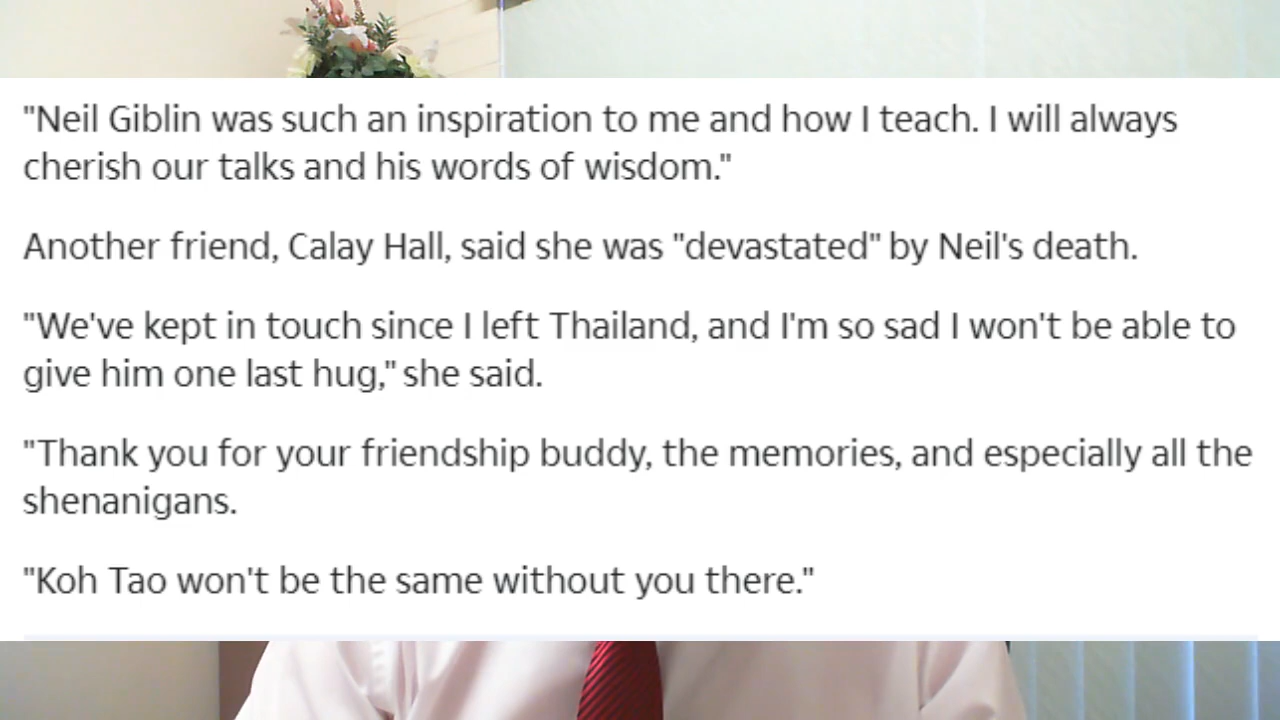 "Neil Giblin was such an inspiration to me and how I teach. I will always
cherish our talks and his words of wisdom."
Another friend, Calay Hall, said she was "devastated" by Neil's death.
"We've kept in touch since I left Thailand, and I'm so sad I won't be able to
give him one last hug," she said.
"Thank you for your friendship buddy, the memories, and especially all the
shenanigans.
"Koh Tao won't be the same without you there."